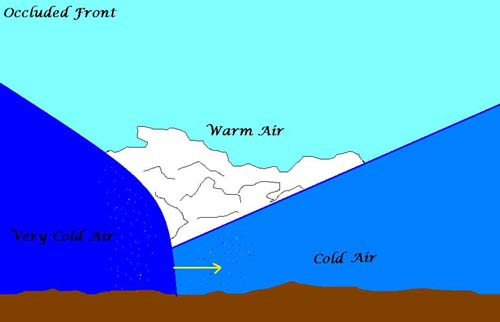 Occluded Front
Warm Air
Very Cold Air
Cold Air